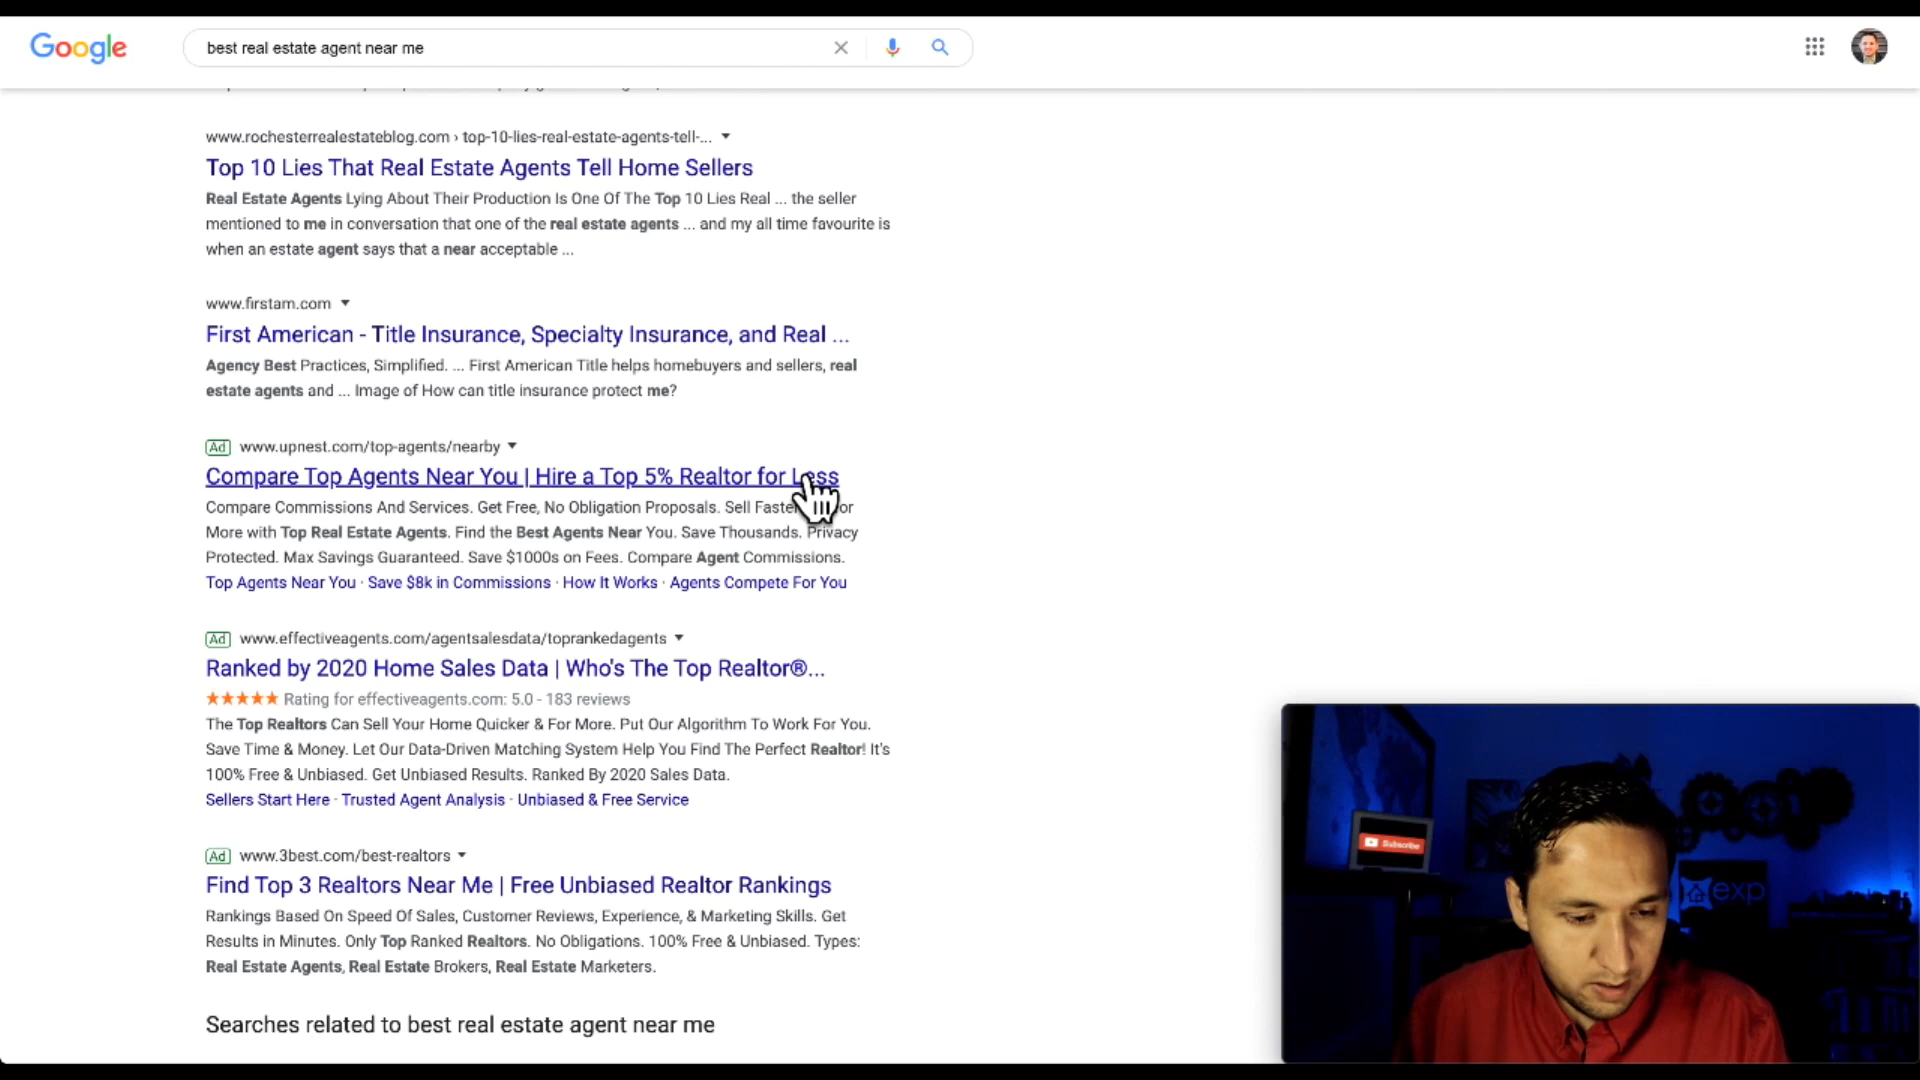 Google
best real estate agent near me
www.rochesterrealestateblog.com › top-10-lies-real-estate-agents-tell-...
Top 10 Lies That Real Estate Agents Tell Home Sellers
Real Estate Agents Lying About Their Production Is One Of The Top 10 Lies Real ... the seller
mentioned to me in conversation that one of the real estate agents ... and my all time favourite is
when an estate agent says that a near acceptable ...
www.firstam.com
First American - Title Insurance, Specialty Insurance, and Real ...
Agency Best Practices, Simplified. ... First American Title helps homebuyers and sellers, real
estate agents and ... Image of How can title insurance protect me?
Ad www.upnest.com/top-agents/nearby
Compare Top Agents Near You | Hire a Top 5% Realtor for Less
Compare Commissions And Services. Get Free, No Obligation Proposals. Sell Faster
More with Top Real Estate Agents. Find the Best Agents Near You. Save Thousands. Privacy
Protected. Max Savings Guaranteed. Save $1000s on Fees. Compare Agent Commissions.
Top Agents Near You · Save $8k in Commissions · How It Works · Agents Compete For You
Ad www.effectiveagents.com/agentsalesdata/toprankedagents
Ranked by 2020 Home Sales Data | Who's The Top Realtor®...
Rating for effectiveagents.com: 5.0 - 183 reviews
The Top Realtors Can Sell Your Home Quicker & For More. Put Our Algorithm To Work For You.
Save Time & Money. Let Our Data-Driven Matching System Help You Find The Perfect Realtor! It's
100% Free & Unbiased. Get Unbiased Results. Ranked By 2020 Sales Data.
Sellers Start Here · Trusted Agent Analysis · Unbiased & Free Service
Ad www.3best.com/best-realtors
Find Top 3 Realtors Near Me | Free Unbiased Realtor Rankings
Rankings Based On Speed Of Sales, Customer Reviews, Experience, & Marketing Skills. Get
Results in Minutes. Only Top Ranked Realtors. No Obligations. 100% Free & Unbiased. Types:
Real Estate Agents, Real Estate Brokers, Real Estate Marketers.
Searches related to best real estate agent near me
Subscribe
exp